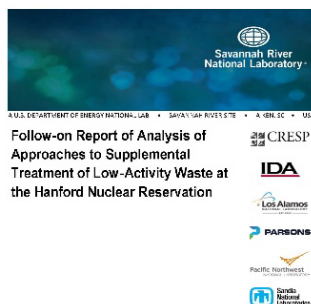 Savannah River
National Laboratory
A U.S. DEPARTMENT OF ENERGY NATIONAL LAB • SAVANNAH RIVER SITE • AIKEN, SC • US
Follow-on Report of Analysis of
Approaches to Supplemental
Treatment of Low-Activity Waste at
the Hanford Nuclear Reservation
CRESP
IDA
Los Alamos
PARSONS
Pacific Northwest
Sandia
National
Laboratories